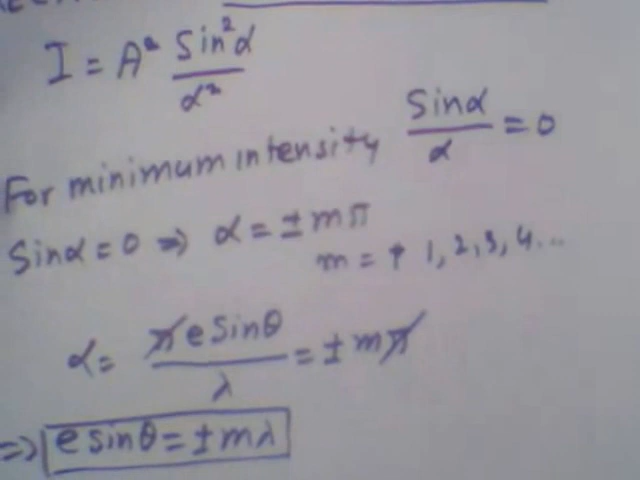 I = A² sin²α / α²
For minimum intensity sinα / α = 0
Sinα = 0 => α = ± mπ
m = 1, 2, 3, 4...
α = πe sinθ / λ = ± mπ
=> e sinθ = ± mλ